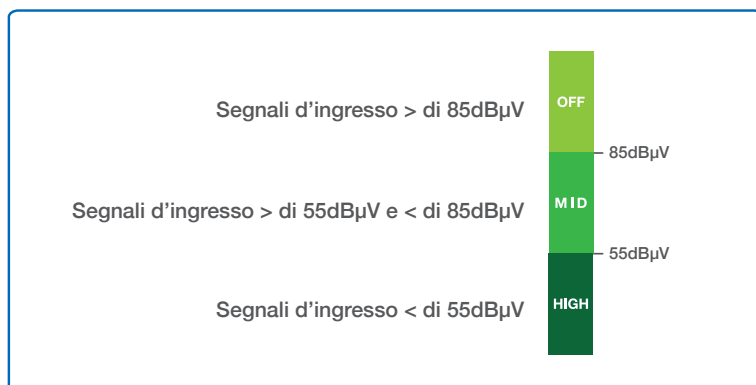 OFF
Segnali d'ingresso > di 85dBµV
85dBµV
MID
Segnali d'ingresso > di 55dBµV e < di 85dBµV
55dBµV
HIGH
Segnali d'ingresso < di 55dBµV